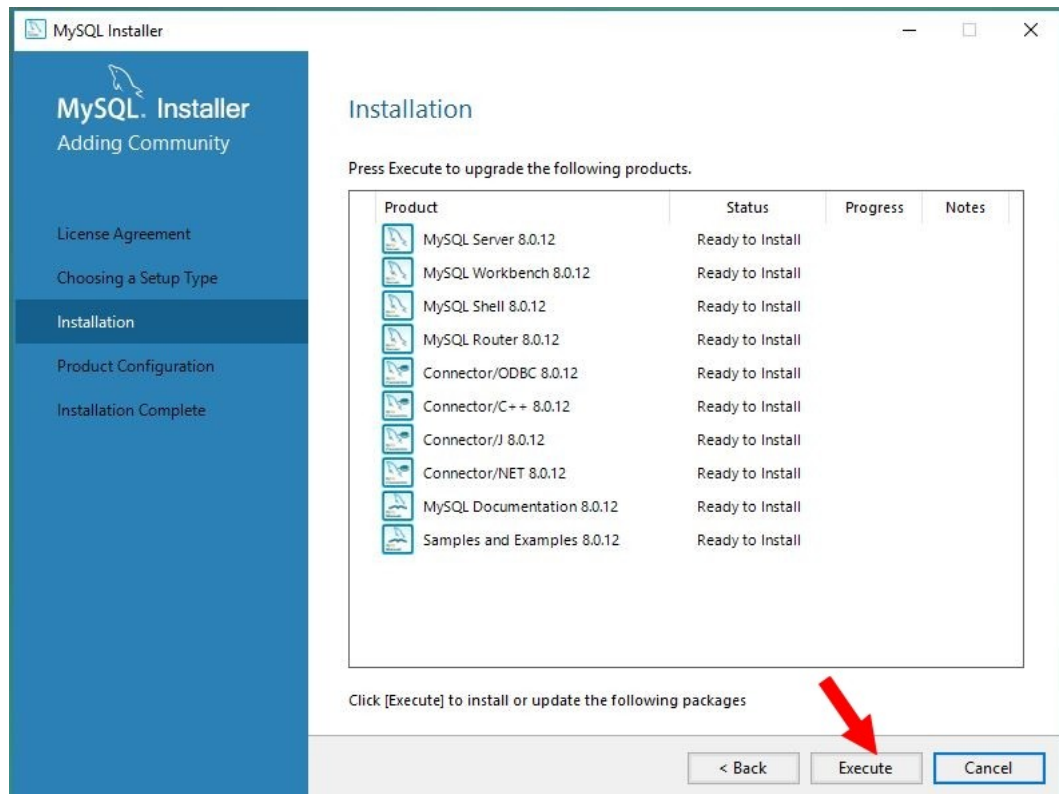 MySQL Installer
MySQL. Installer
Adding Community
License Agreement
Choosing a Setup Type
Installation
Product Configuration
Installation Complete
Installation
Press Execute to upgrade the following products.
Product Status Progress Notes
MySQL Server 8.0.12 Ready to Install
MySQL Workbench 8.0.12 Ready to Install
MySQL Shell 8.0.12 Ready to Install
MySQL Router 8.0.12 Ready to Install
Connector/ODBC 8.0.12 Ready to Install
Connector/C++ 8.0.12 Ready to Install
Connector/J 8.0.12 Ready to Install
Connector/NET 8.0.12 Ready to Install
MySQL Documentation 8.0.12 Ready to Install
Samples and Examples 8.0.12 Ready to Install
Click [Execute] to install or update the following packages
< Back Execute Cancel